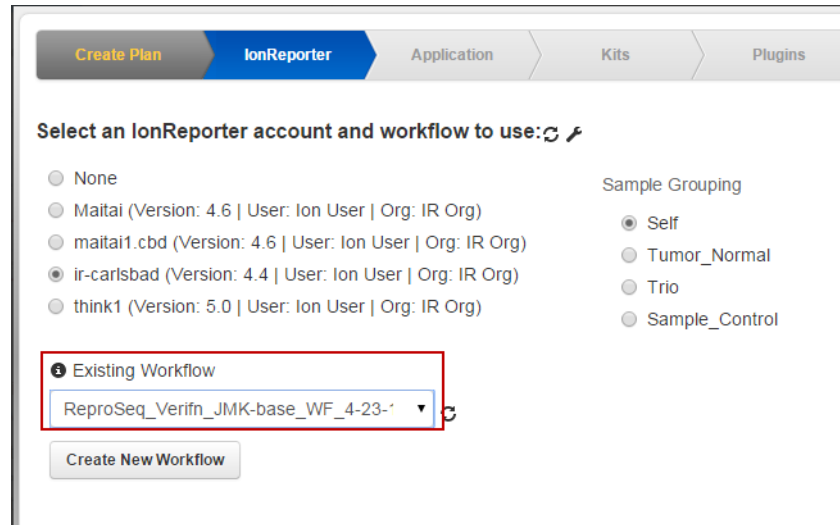 Create Plan
IonReporter
Application
Kits
Plugins
Select an IonReporter account and workflow to use:
None
Maitai (Version: 4.6 | User: Ion User | Org: IR Org)
maitai1.cbd (Version: 4.6 | User: Ion User | Org: IR Org)
ir-carlsbad (Version: 4.4 | User: Ion User | Org: IR Org)
think1 (Version: 5.0 | User: Ion User | Org: IR Org)
Sample Grouping
Self
Tumor_Normal
Trio
Sample_Control
Existing Workflow
ReproSeq_Verifn_JMK-base_WF_4-23-
Create New Workflow